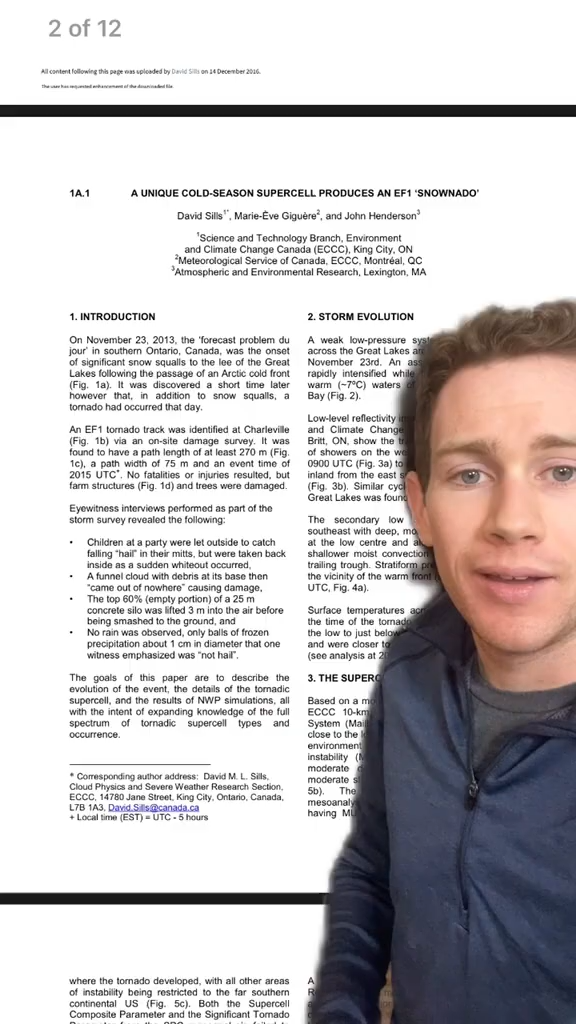 2 of 12
All content following this page was uploaded by David Sills on 14 December 2016.
The user has requested enhancement of the downloaded file.
1A.1 A UNIQUE COLD-SEASON SUPERCELL PRODUCES AN EF1 ‘SNOWNADO’
David Sills1*, Marie-Ève Giguère2, and John Henderson3
1Science and Technology Branch, Environment
and Climate Change Canada (ECCC), King City, ON
2Meteorological Service of Canada, ECCC, Montréal, QC
3Atmospheric and Environmental Research, Lexington, MA
1. INTRODUCTION
On November 23, 2013, the ‘forecast problem du
jour’ in southern Ontario, Canada, was the onset
of significant snow squalls to the lee of the Great
Lakes following the passage of an Arctic cold front
(Fig. 1a). It was discovered a short time later
however that, in addition to snow squalls, a
tornado had occurred that day.
An EF1 tornado track was identified at Charleville
(Fig. 1b) via an on-site damage survey. It was
found to have a path length of at least 270 m (Fig.
1c), a path width of 75 m and an event time of
2015 UTC+. No fatalities or injuries resulted, but
farm structures (Fig. 1d) and trees were damaged.
Eyewitness interviews performed as part of the
storm survey revealed the following:
• Children at a party were let outside to catch
falling “hail” in their mitts, but were taken back
inside as a sudden whiteout occurred,
• A funnel cloud with debris at its base then
“came out of nowhere” causing damage,
• The top 60% (empty portion) of a 25 m
concrete silo was lifted 3 m into the air before
being smashed to the ground, and
• No rain was observed, only balls of frozen
precipitation about 1 cm in diameter that one
witness emphasized was “not hail”.
The goals of this paper are to describe the
evolution of the event, the details of the tornadic
supercell, and the results of NWP simulations, all
with the intent of expanding knowledge of the full
spectrum of tornadic supercell types and
occurrence.
* Corresponding author address: David M. L. Sills,
Cloud Physics and Severe Weather Research Section,
ECCC, 14780 Jane Street, King City, Ontario, Canada,
L7B 1A3, David.Sills@canada.ca
+ Local time (EST) = UTC - 5 hours
2. STORM EVOLUTION
A weak low-pressure
across the Great Lakes
November 23rd. An
rapidly intensified while
warm (~7ºC) waters
Bay (Fig. 2).
Low-level reflectivity
and Climate Change
Britt, ON, show the
of showers on the
0900 UTC (Fig. 3a) to
inland from the east
(Fig. 3b). Similar
Great Lakes was
The secondary low
southeast with deep,
at the low centre and
shallower moist convection
trailing trough. Stratiform
the vicinity of the warm front
UTC, Fig. 4a).
Surface temperatures
the time of the
the low to just below
and were closer to
(see analysis at
3. THE
Based on a
ECCC 10-km
System
close to the
environment
instability
moderate
moderate
5b). The
having
where the tornado developed, with all other areas
of instability being restricted to the far southern
continental US (Fig. 5c). Both the Supercell
Composite Parameter and the Significant Tornado
A